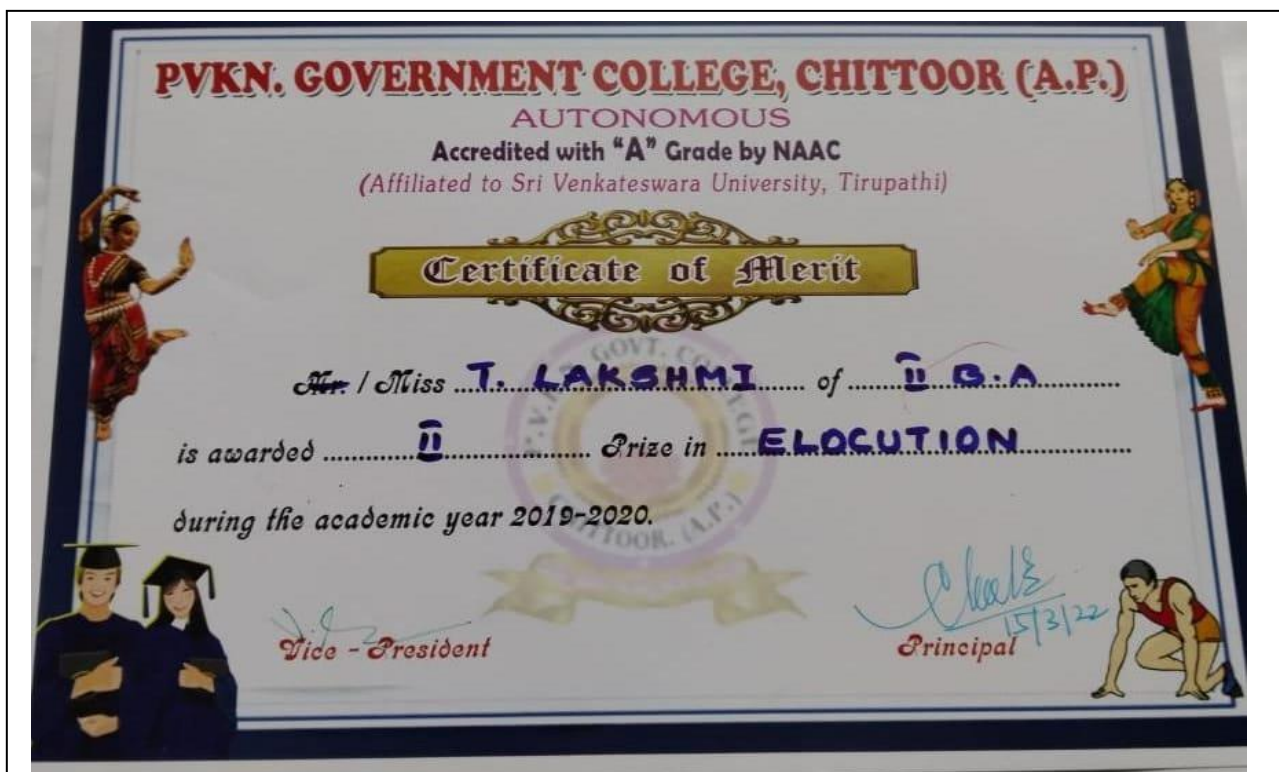 PVKN. GOVERNMENT COLLEGE, CHITTOOR (A.P.)
AUTONOMOUS
Accredited with "A" Grade by NAAC
(Affiliated to Sri Venkateswara University, Tirupathi)
Certificate of Merit
Mr. / Miss T. LAKSHMI of II B.A
is awarded II Prize in ELOCUTION
during the academic year 2019-2020.
15/3/22
Vice - President Principal